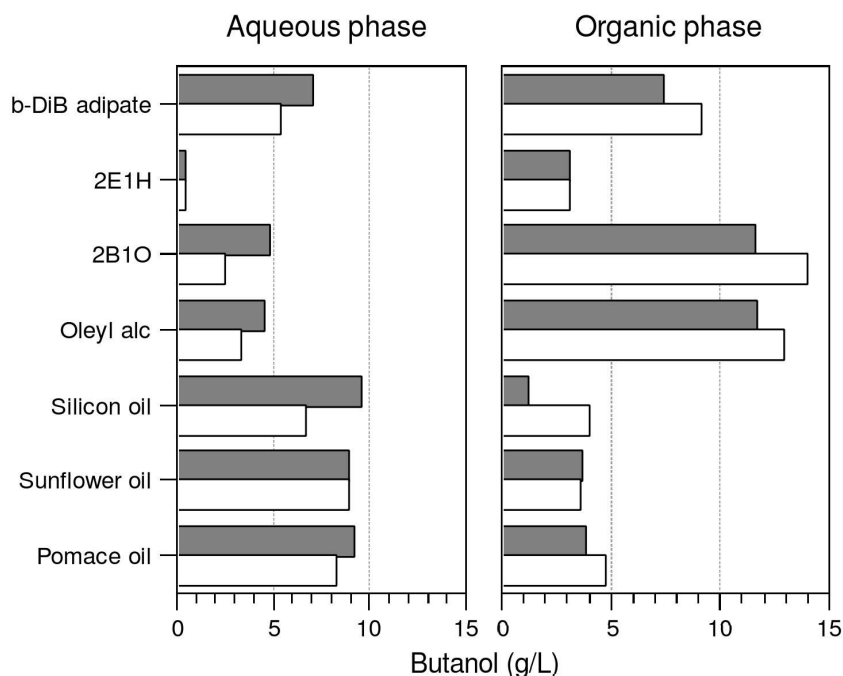 Aqueous phase
Organic phase
b-DiB adipate
2E1H
2B1O
Oleyl alc
Silicon oil
Sunflower oil
Pomace oil
0 5 10 15
0 5 10 15
Butanol (g/L)